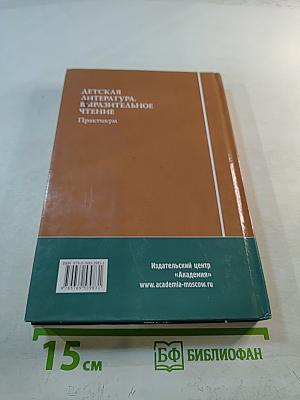 ДЕТСКАЯ
ЛИТЕРАТУРА.
ВЫРАЗИТЕЛЬНОЕ
ЧТЕНИЕ
Практикум
Издательский центр
«Академия»
www.academia-moscow.ru
15 см
БФ БИБЛИОФАН